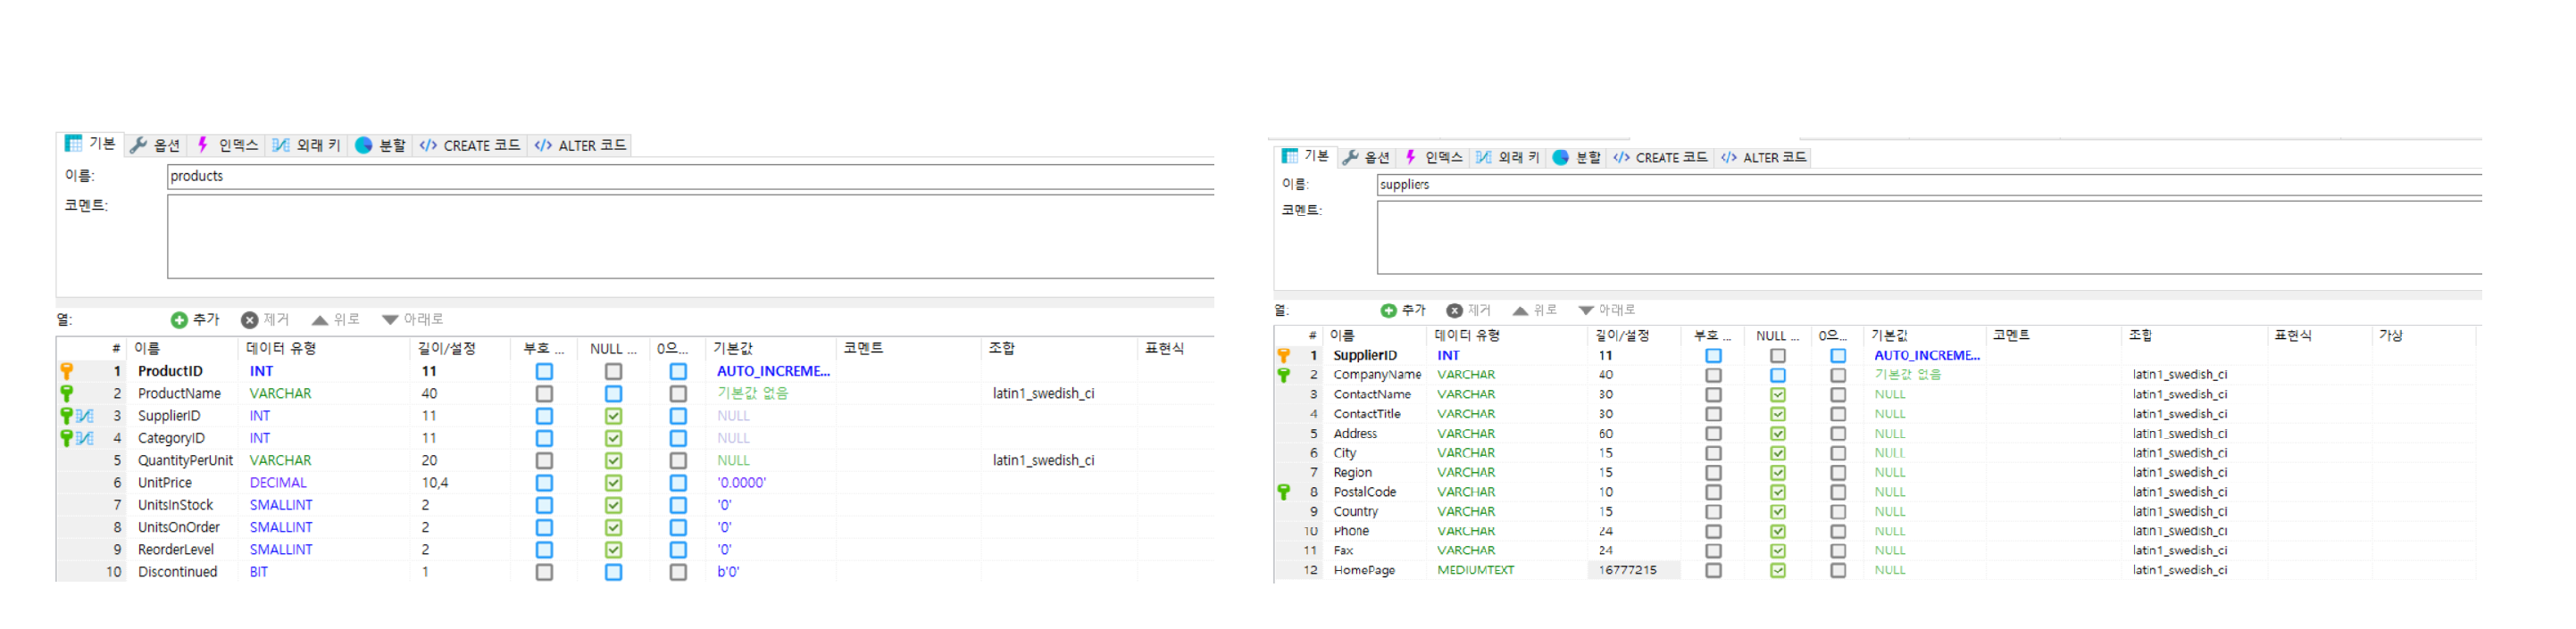 기본 옵션 인덱스 외래 키 분할 </> CREATE 코드 </> ALTER 코드
이름: products
코멘트:
열: 추가 제거 위로 아래로
# 이름 데이터 유형 길이/설정 부호 ... NULL ... 0으... 기본값 코멘트 조합 표현식
1 ProductID INT 11 AUTO_INCREME...
2 ProductName VARCHAR 40 기본값 없음 latin1_swedish_ci
3 SupplierID INT 11 NULL
4 CategoryID INT 11 NULL
5 QuantityPerUnit VARCHAR 20 NULL latin1_swedish_ci
6 UnitPrice DECIMAL 10,4 '0.0000'
7 UnitsInStock SMALLINT 2 '0'
8 UnitsOnOrder SMALLINT 2 '0'
9 ReorderLevel SMALLINT 2 '0'
10 Discontinued BIT 1 b'0'
기본 옵션 인덱스 외래 키 분할 </> CREATE 코드 </> ALTER 코드
이름: suppliers
코멘트:
열: 추가 제거 위로 아래로
# 이름 데이터 유형 길이/설정 부호 ... NULL ... 0으... 기본값 코멘트 조합 표현식 가상
1 SupplierID INT 11 AUTO_INCREME...
2 CompanyName VARCHAR 40 기본값 없음 latin1_swedish_ci
3 ContactName VARCHAR 30 NULL latin1_swedish_ci
4 ContactTitle VARCHAR 30 NULL latin1_swedish_ci
5 Address VARCHAR 60 NULL latin1_swedish_ci
6 City VARCHAR 15 NULL latin1_swedish_ci
7 Region VARCHAR 15 NULL latin1_swedish_ci
8 PostalCode VARCHAR 10 NULL latin1_swedish_ci
9 Country VARCHAR 15 NULL latin1_swedish_ci
10 Phone VARCHAR 24 NULL latin1_swedish_ci
11 Fax VARCHAR 24 NULL latin1_swedish_ci
12 HomePage MEDIUMTEXT 16777215 NULL latin1_swedish_ci